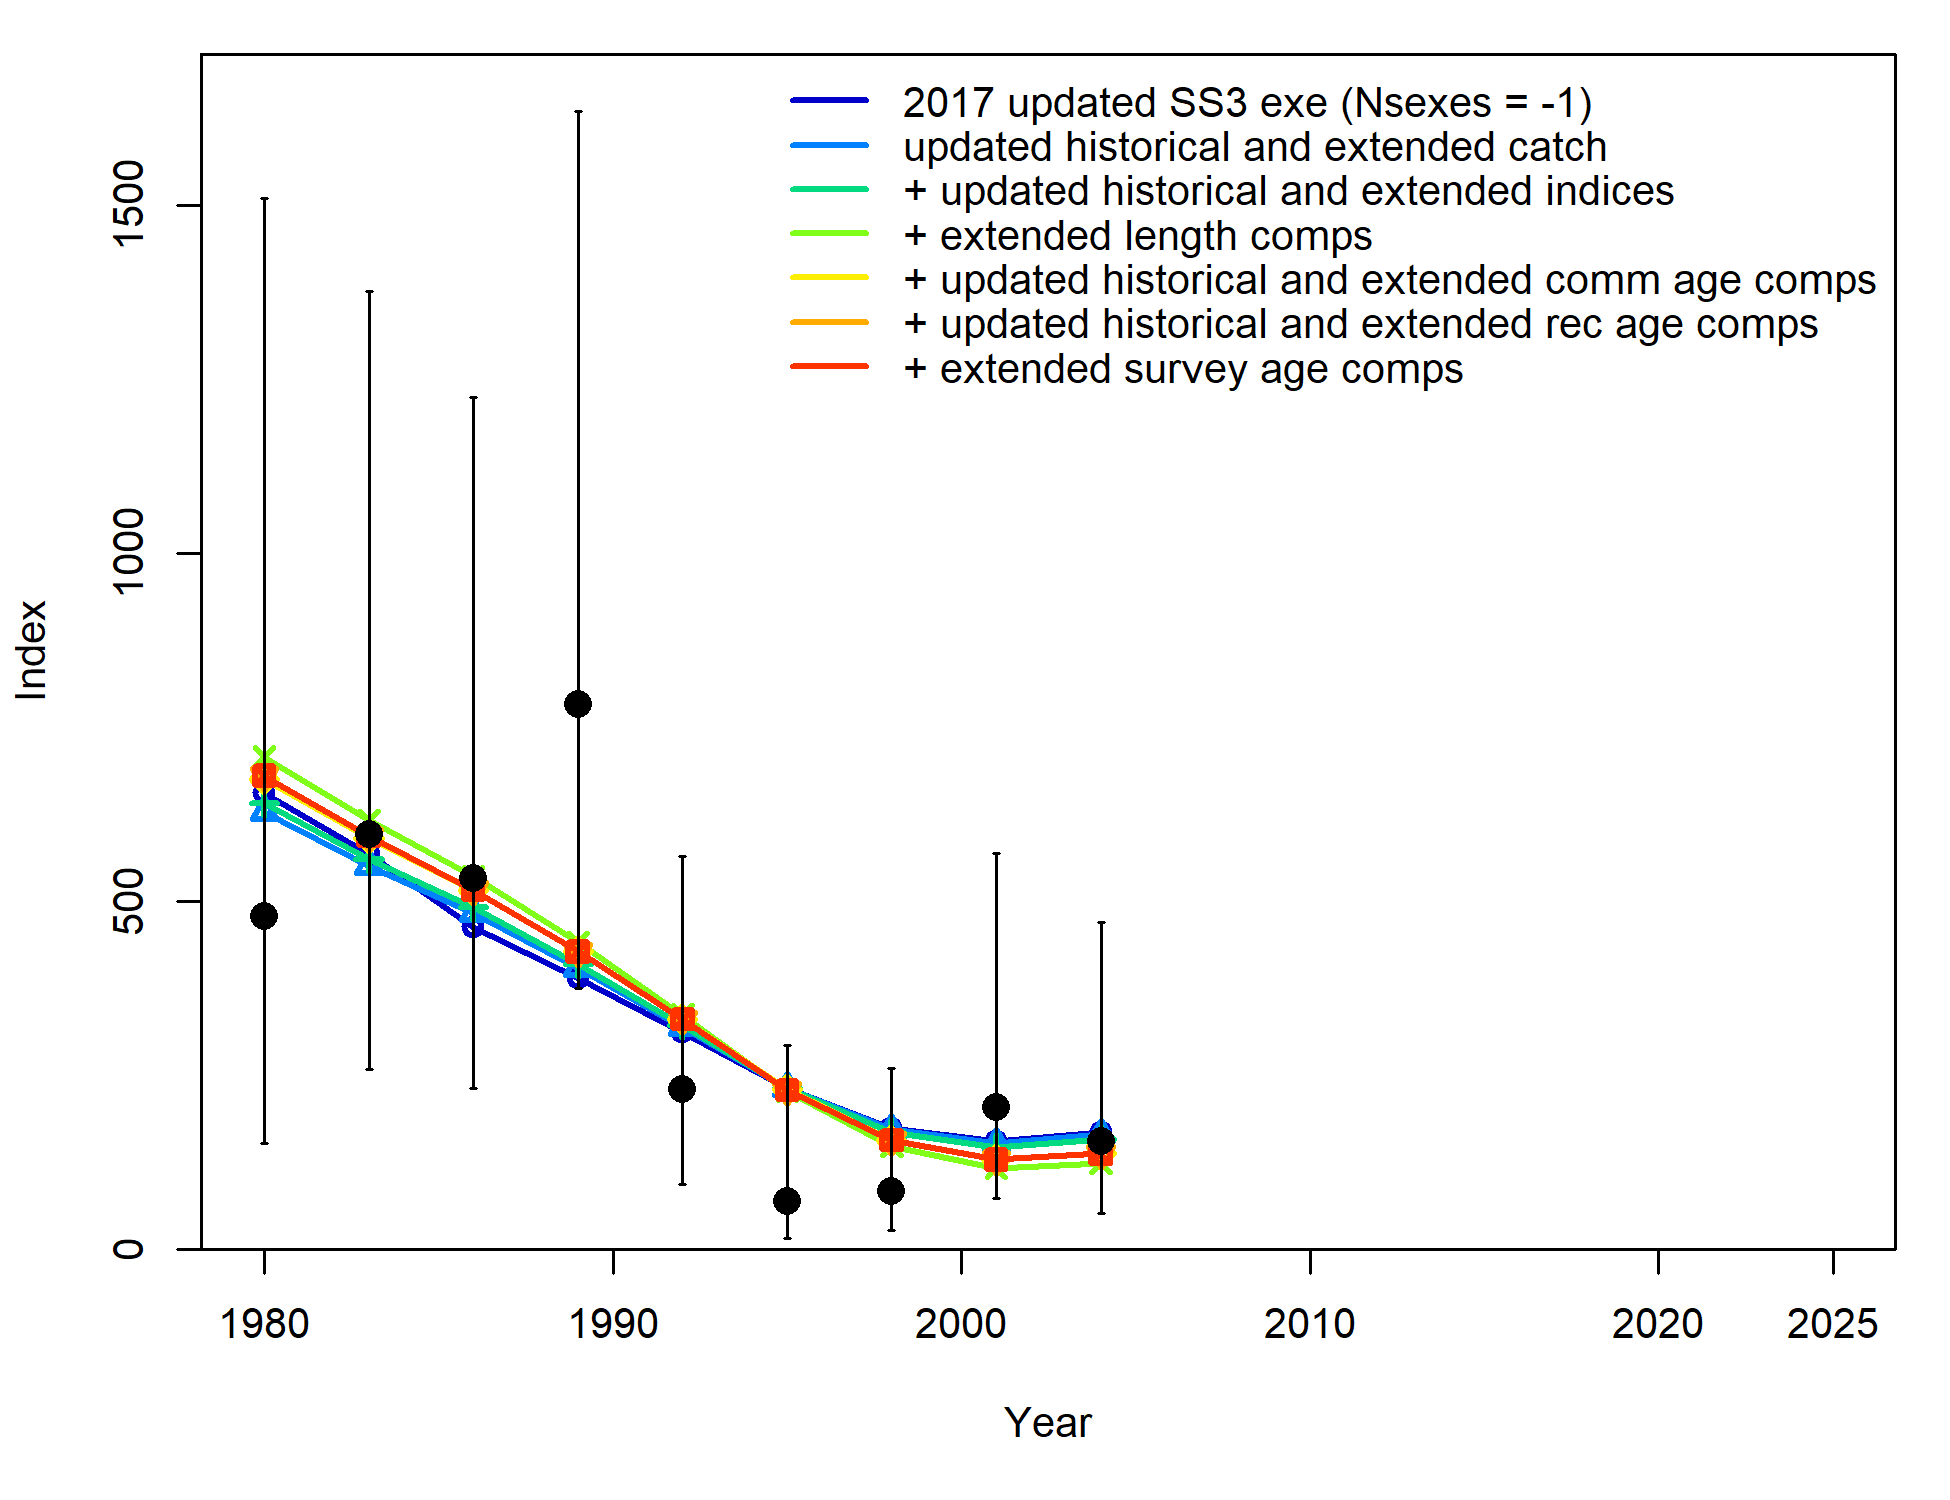 2017 updated SS3 exe (Nsexes = -1)
updated historical and extended catch
+ updated historical and extended indices
+ extended length comps
+ updated historical and extended comm age comps
+ updated historical and extended rec age comps
+ extended survey age comps
1500
1000
500
0
Index
1980 1990 2000 2010 2020 2025
Year